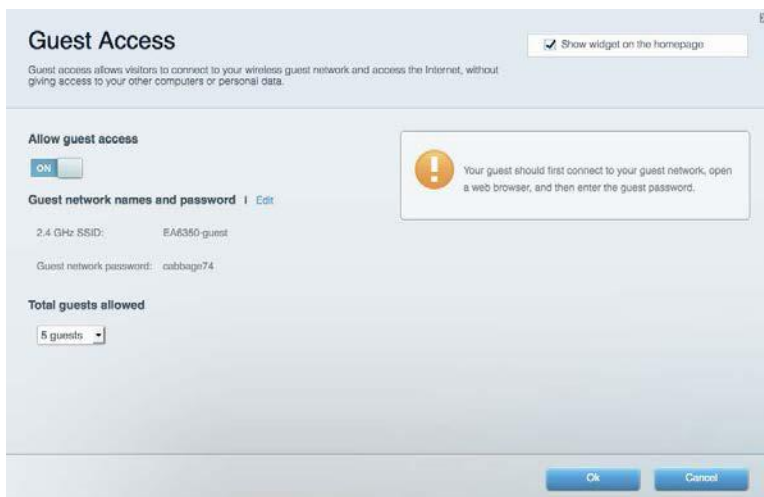 Guest Access
Show widget on the homepage
Guest access allows visitors to connect to your wireless guest network and access the Internet, without
giving access to your other computers or personal data.
Allow guest access
ON
Your guest should first connect to your guest network, open
a web browser, and then enter the guest password.
Guest network names and password | Edit
2.4 GHz SSID: EA6350-guest
Guest network password: cabbage74
Total guests allowed
5 guests
Ok Cancel